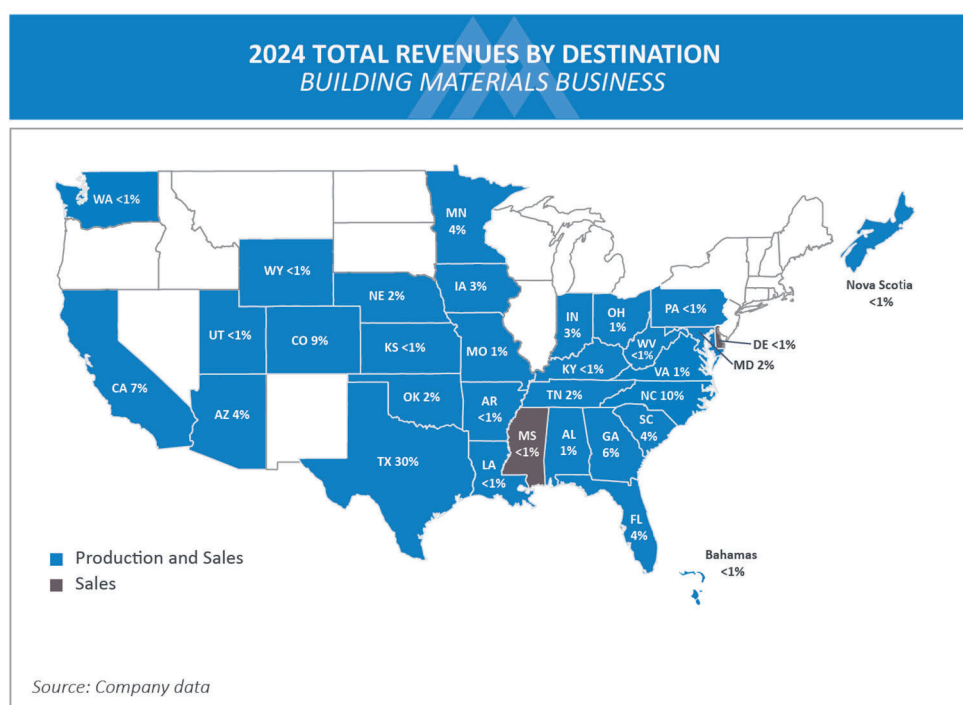 2024 TOTAL REVENUES BY DESTINATION
BUILDING MATERIALS BUSINESS
WA <1%
MN
4%
WY <1%
Nova Scotia
<1%
NE 2%
IA 3%
IN
3%
OH
1%
PA <1%
UT <1%
CO 9%
KS <1%
MO 1%
WV
<1%
DE <1%
MD 2%
CA 7%
KY <1%
VA 1%
AZ 4%
OK 2%
AR
<1%
TN 2%
NC 10%
SC
4%
MS
<1%
AL
1%
GA
6%
TX 30%
LA
<1%
FL
4%
Production and Sales
Sales
Bahamas
<1%
Source: Company data